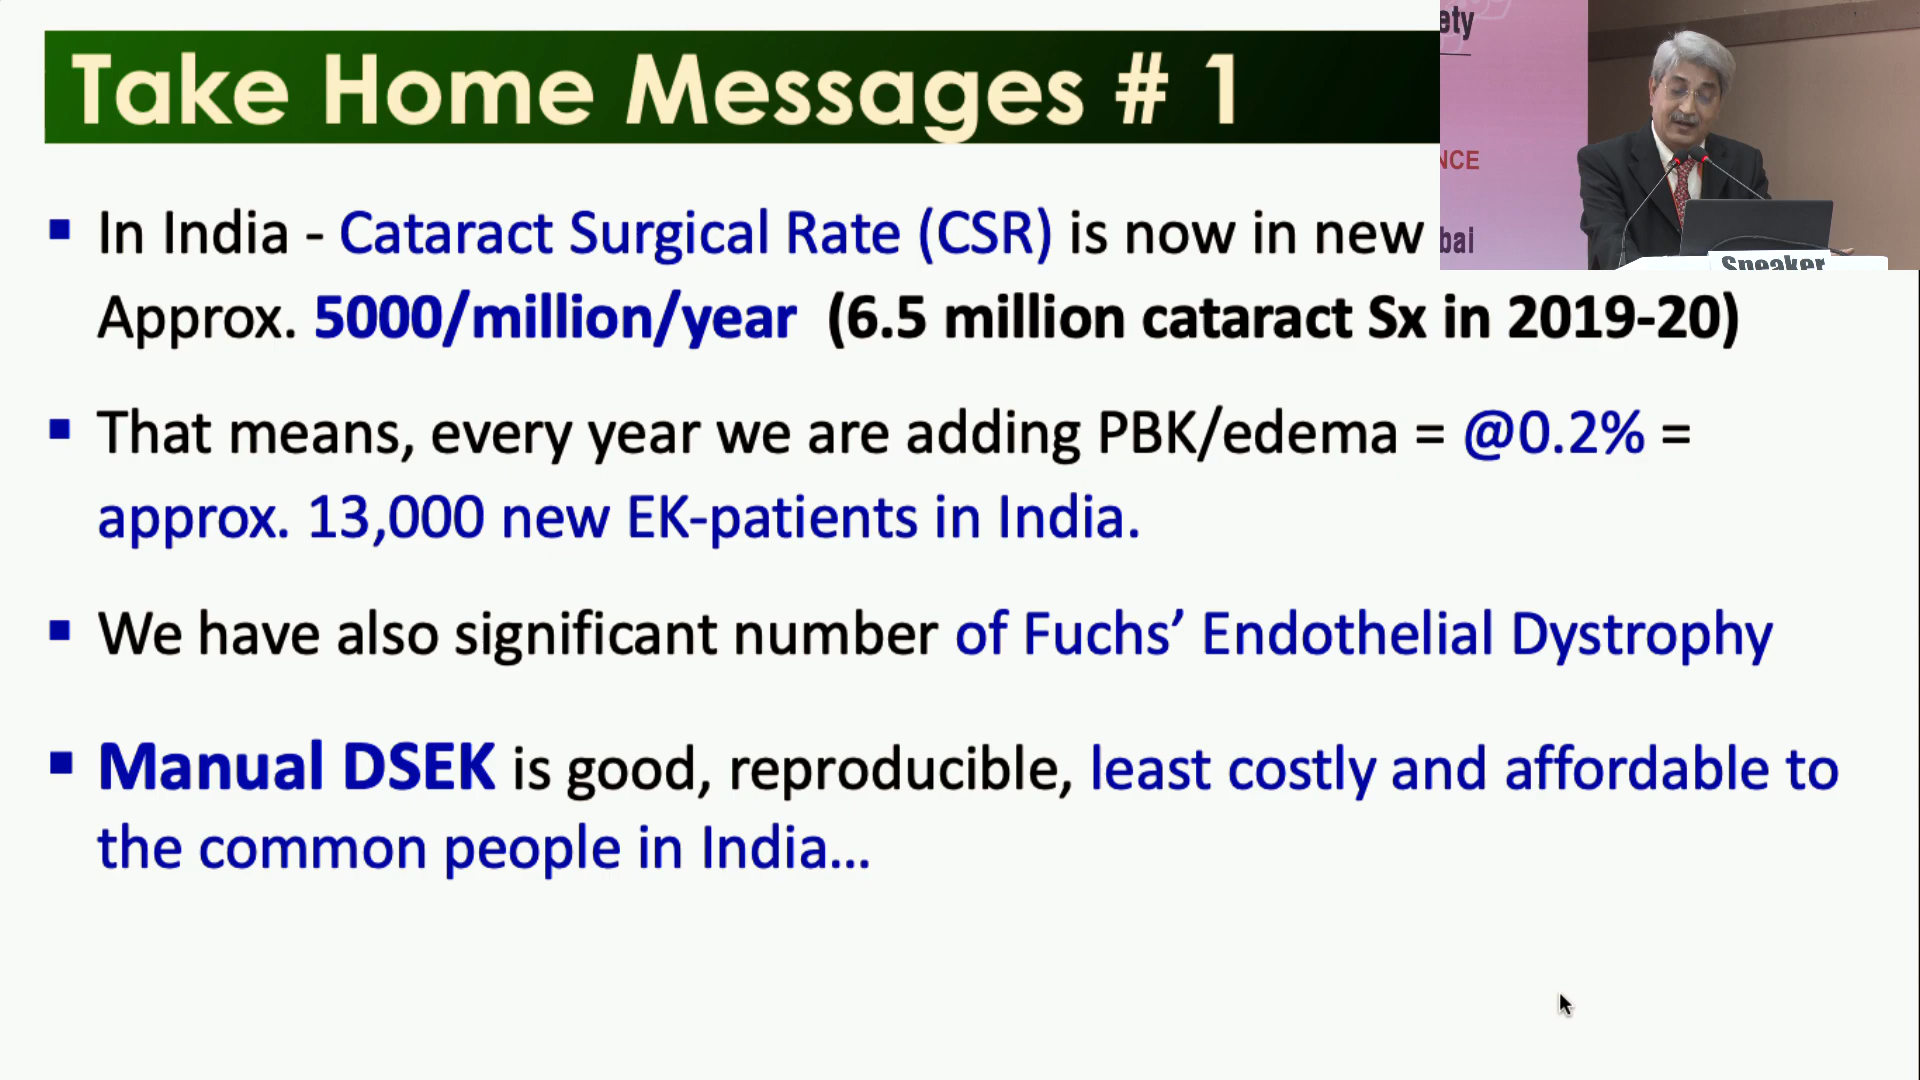 Take Home Messages # 1
ety
NCE
bai
Speaker
▪ In India - Cataract Surgical Rate (CSR) is now in new
Approx. 5000/million/year (6.5 million cataract Sx in 2019-20)
▪ That means, every year we are adding PBK/edema = @0.2% =
approx. 13,000 new EK-patients in India.
▪ We have also significant number of Fuchs’ Endothelial Dystrophy
▪ Manual DSEK is good, reproducible, least costly and affordable to
the common people in India...